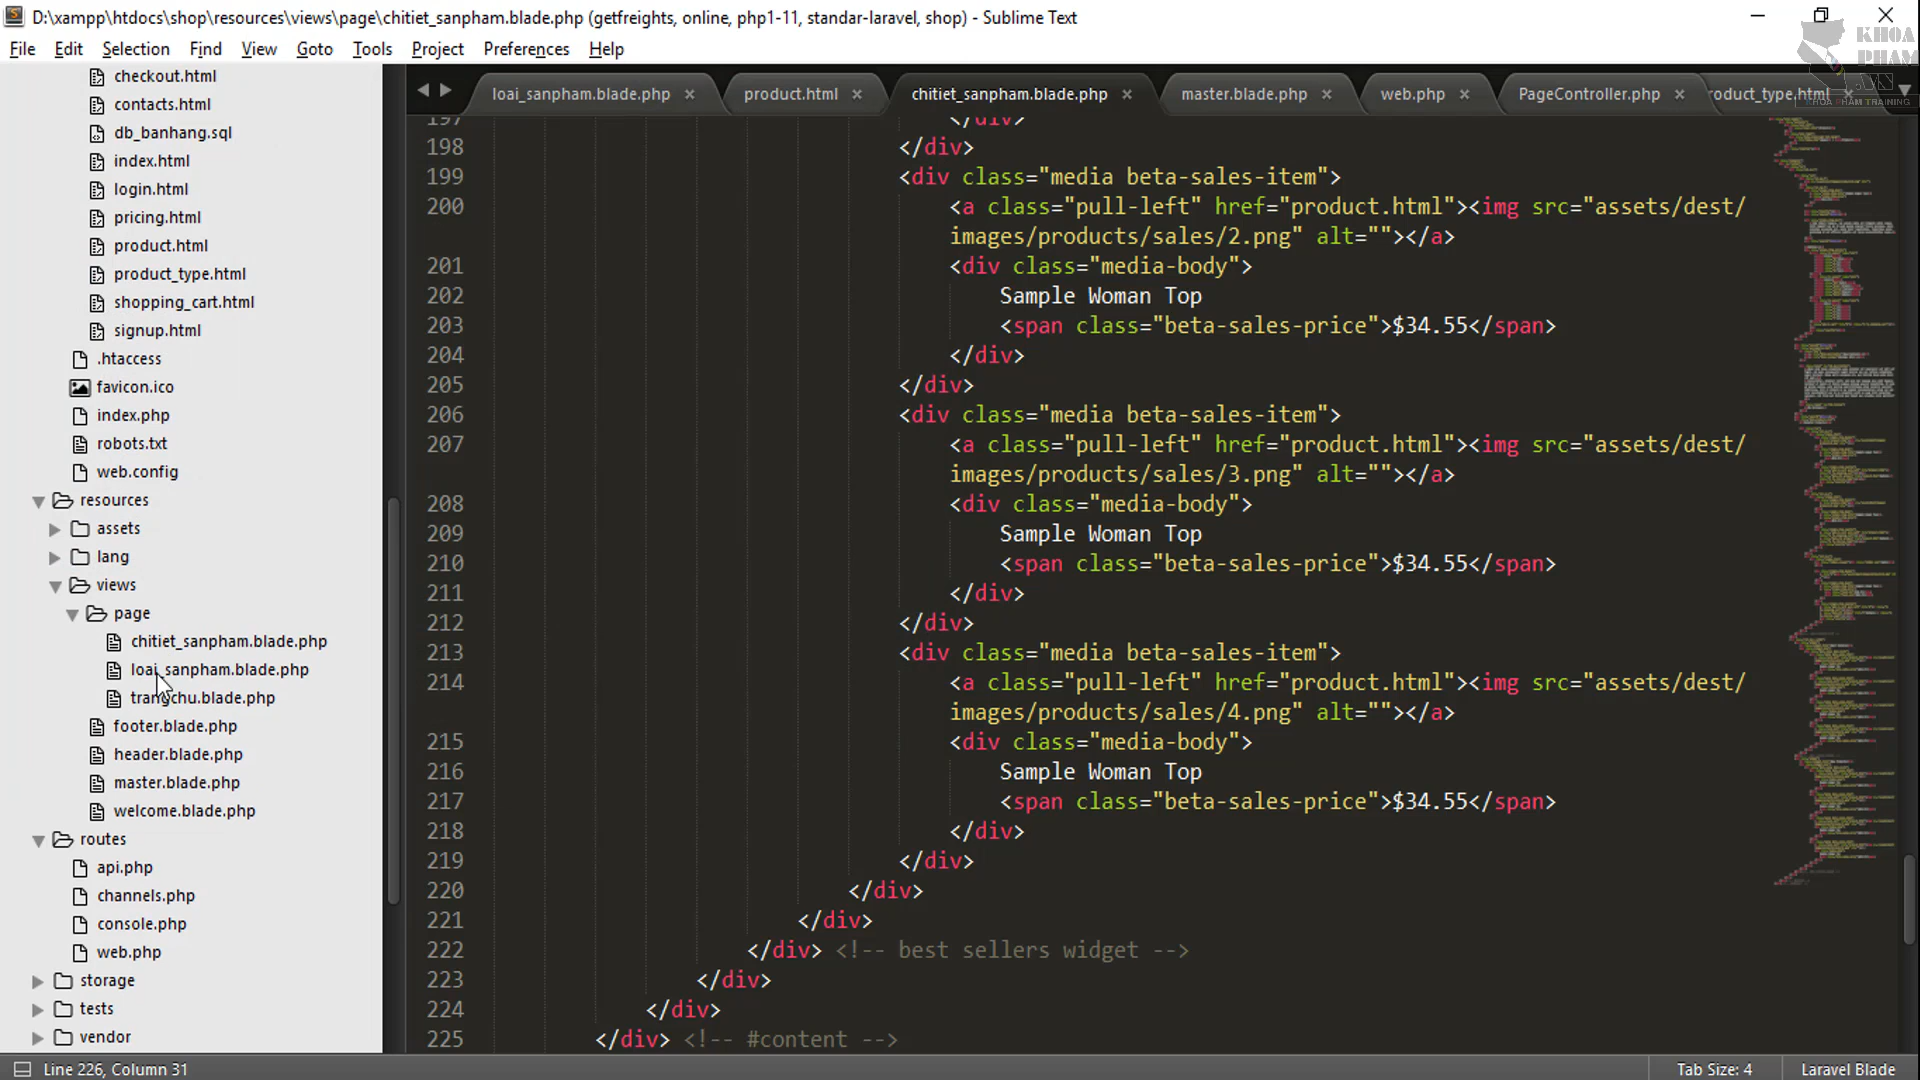 D:\xampp\htdocs\shop\resources\views\page\chitiet_sanpham.blade.php (getfreights, online, php1-11, standar-laravel, shop) - Sublime Text
File Edit Selection Find View Goto Tools Project Preferences Help
KHOA
PHAM
.VN
KHOA PHAM TRAINING
checkout.html
contacts.html
db_banhang.sql
index.html
login.html
pricing.html
product.html
product_type.html
shopping_cart.html
signup.html
.htaccess
favicon.ico
index.php
robots.txt
web.config
resources
assets
lang
views
page
chitiet_sanpham.blade.php
loai_sanpham.blade.php
trangchu.blade.php
footer.blade.php
header.blade.php
master.blade.php
welcome.blade.php
routes
api.php
channels.php
console.php
web.php
storage
tests
vendor
loai_sanpham.blade.php × product.html × chitiet_sanpham.blade.php × master.blade.php × web.php × PageController.php × roduct_type.html ×
197 </div>
198 </div>
199 <div class="media beta-sales-item">
200 <a class="pull-left" href="product.html"><img src="assets/dest/
images/products/sales/2.png" alt=""></a>
201 <div class="media-body">
202 Sample Woman Top
203 <span class="beta-sales-price">$34.55</span>
204 </div>
205 </div>
206 <div class="media beta-sales-item">
207 <a class="pull-left" href="product.html"><img src="assets/dest/
images/products/sales/3.png" alt=""></a>
208 <div class="media-body">
209 Sample Woman Top
210 <span class="beta-sales-price">$34.55</span>
211 </div>
212 </div>
213 <div class="media beta-sales-item">
214 <a class="pull-left" href="product.html"><img src="assets/dest/
images/products/sales/4.png" alt=""></a>
215 <div class="media-body">
216 Sample Woman Top
217 <span class="beta-sales-price">$34.55</span>
218 </div>
219 </div>
220 </div>
221 </div>
222 </div> <!-- best sellers widget -->
223 </div>
224 </div>
225 </div> <!-- #content -->
Line 226, Column 31
Tab Size: 4
Laravel Blade